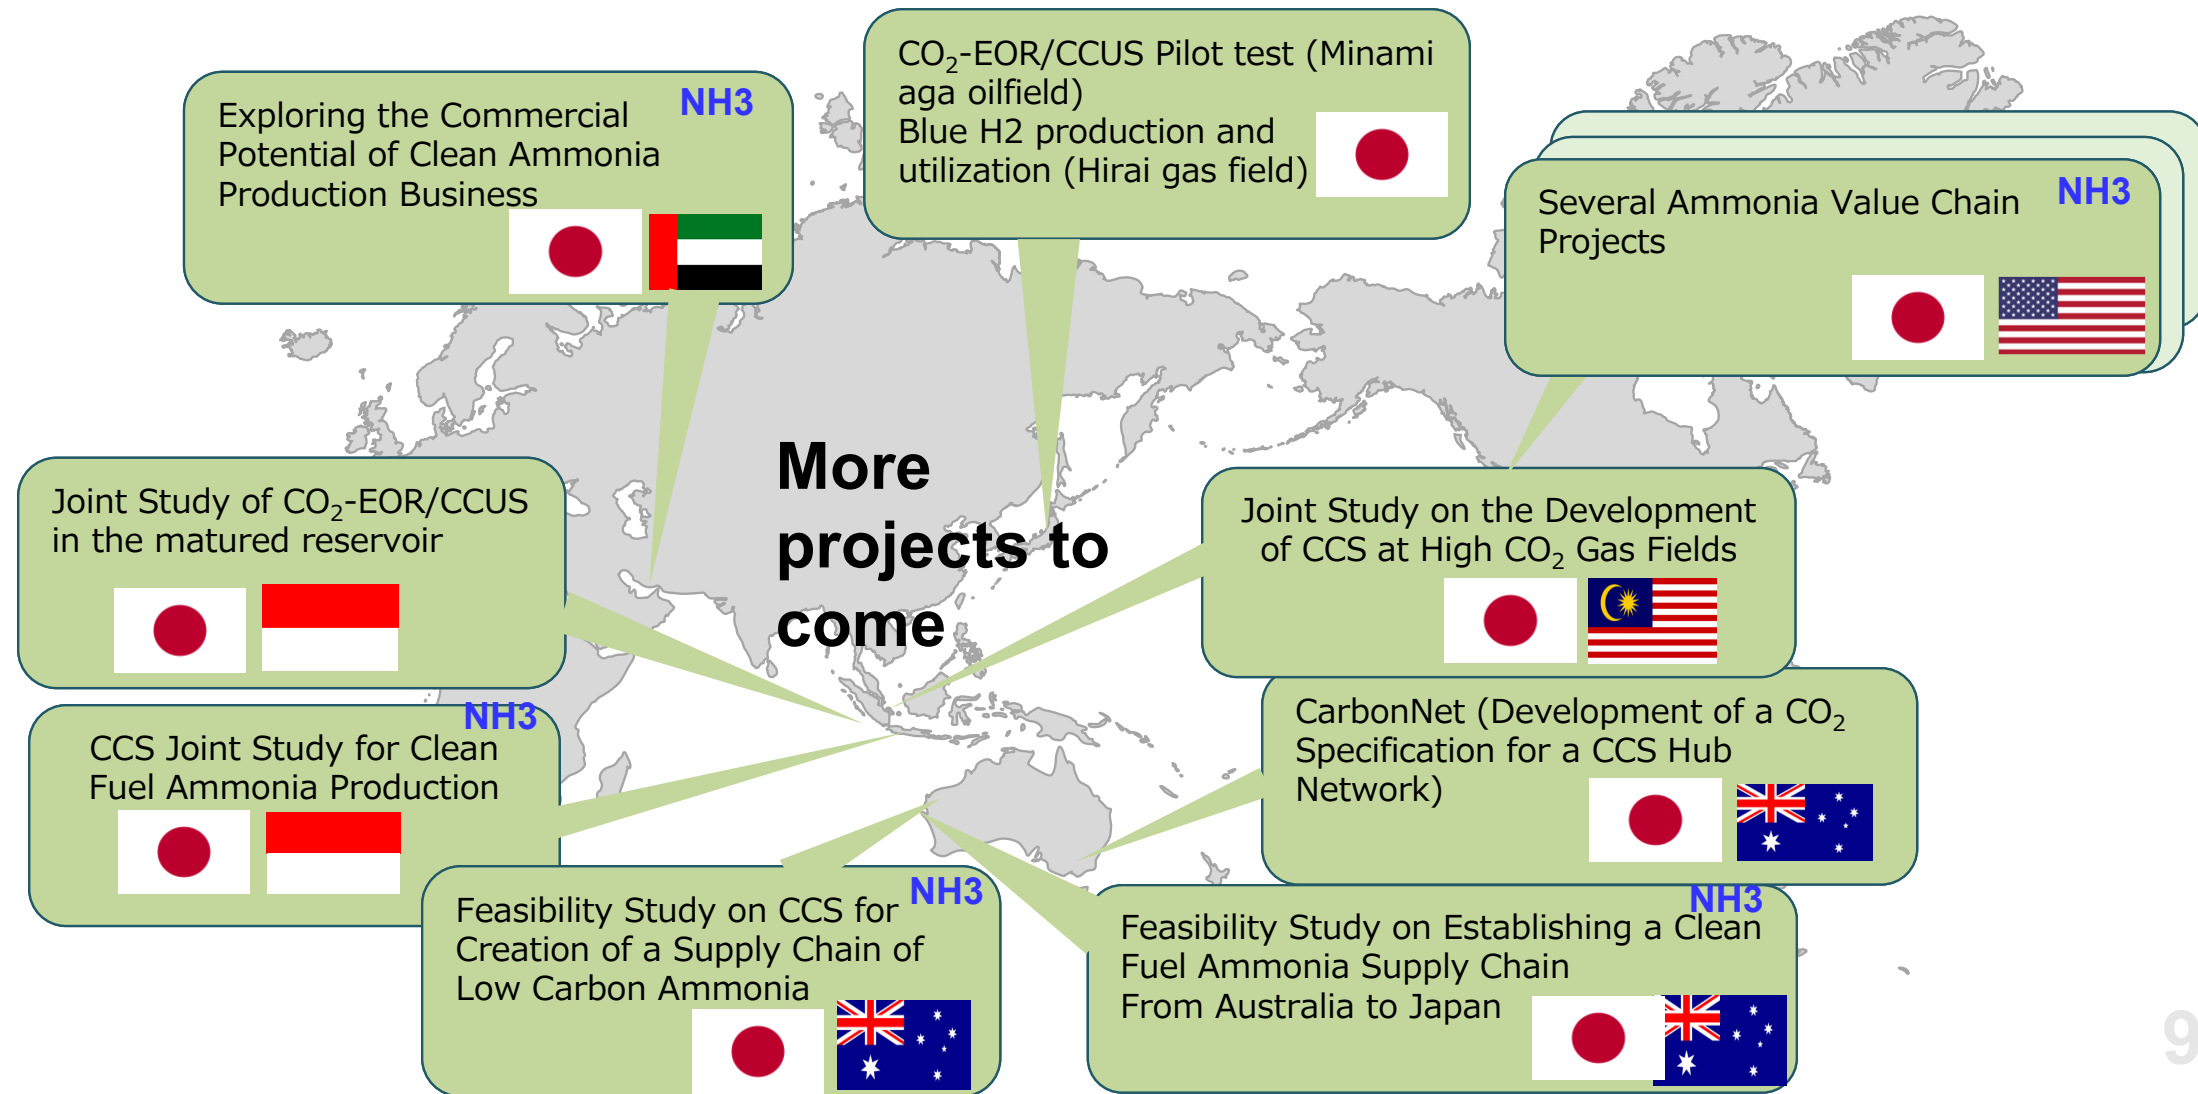 Exploring the Commercial
Potential of Clean Ammonia
Production Business
NH3
CO₂-EOR/CCUS Pilot test (Minami
aga oilfield)
Blue H2 production and
utilization (Hirai gas field)
Several Ammonia Value Chain
Projects
NH3
More
projects to
come
Joint Study of CO₂-EOR/CCUS
in the matured reservoir
Joint Study on the Development
of CCS at High CO₂ Gas Fields
NH3
CCS Joint Study for Clean
Fuel Ammonia Production
CarbonNet (Development of a CO₂
Specification for a CCS Hub
Network)
Feasibility Study on CCS for
Creation of a Supply Chain of
Low Carbon Ammonia
NH3
NH3
Feasibility Study on Establishing a Clean
Fuel Ammonia Supply Chain
From Australia to Japan
9